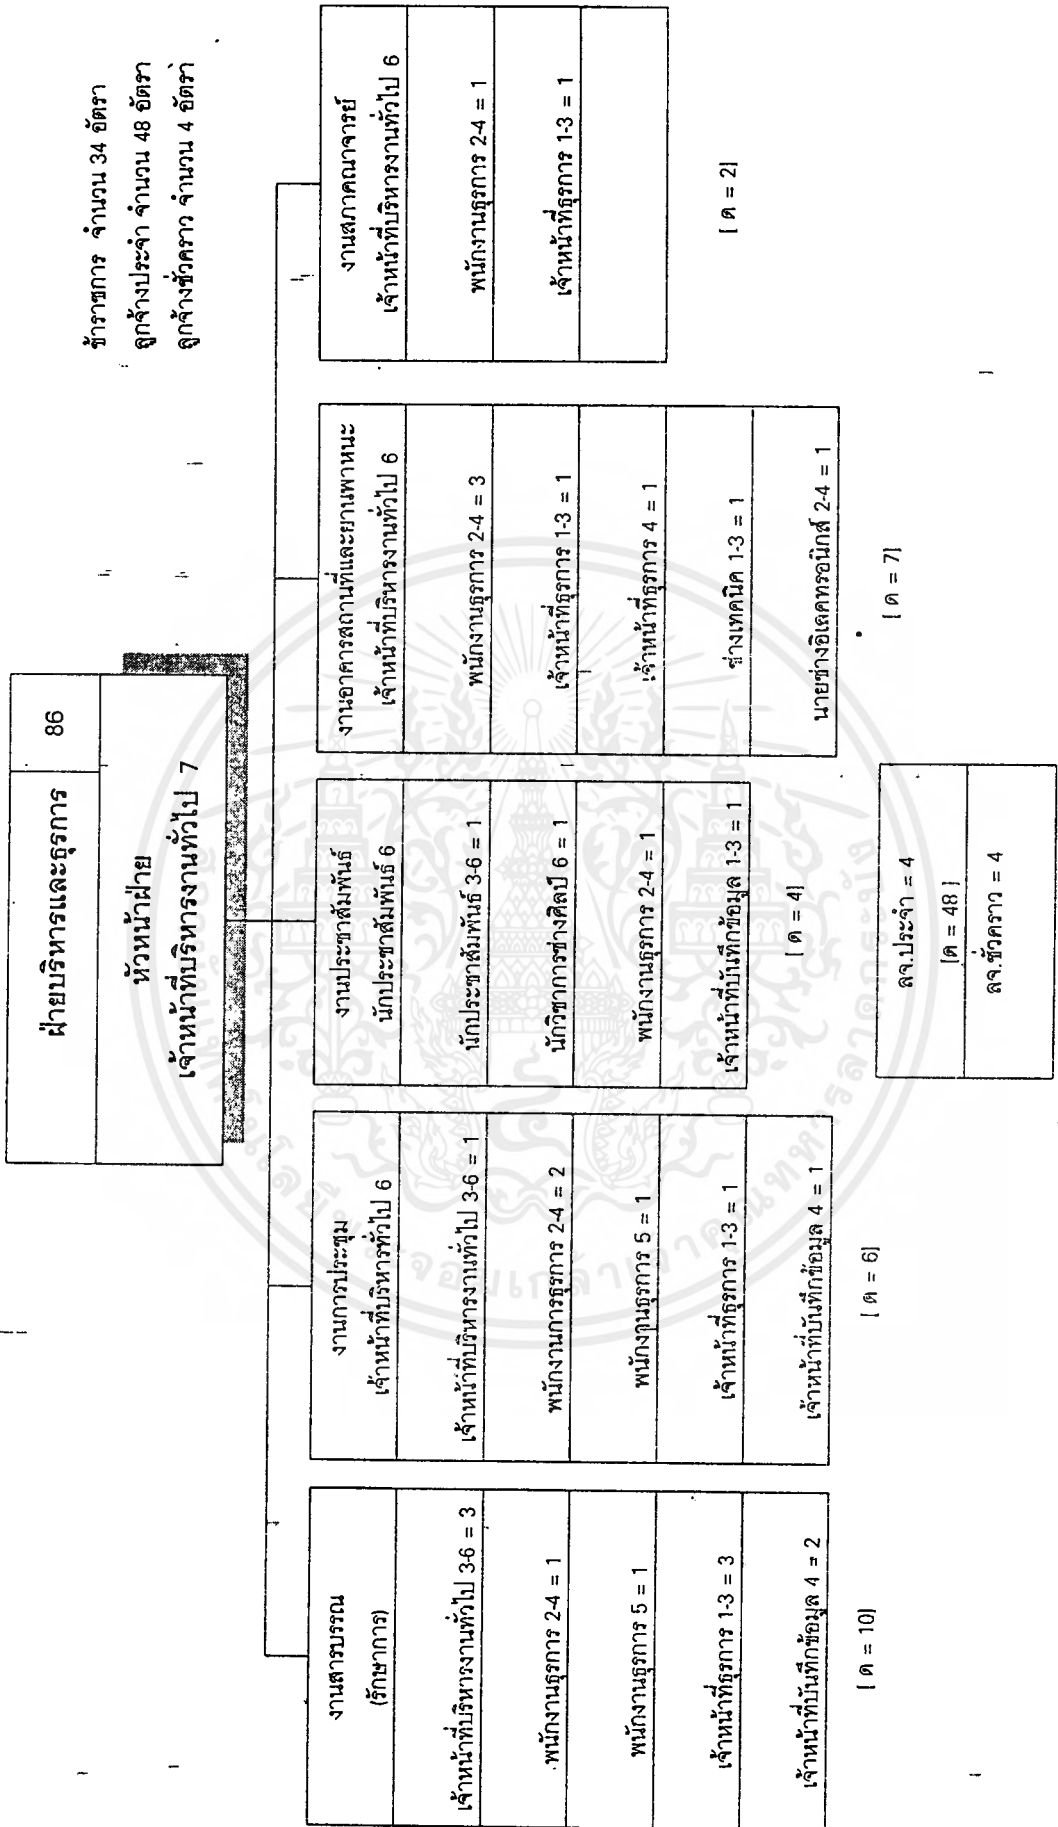 ข้าราชการ จำนวน 34 อัตรา
ลูกจ้างประจำ จำนวน 48 อัตรา
ลูกจ้างชั่วคราว จำนวน 4 อัตรา
ฝ่ายบริหารและธุรการ 86
หัวหน้าฝ่าย
เจ้าหน้าที่บริหารงานทั่วไป 7
งานสารบรรณ
(รักษาการ)
เจ้าหน้าที่บริหารงานทั่วไป 3-6 = 3
พนักงานธุรการ 2-4 = 1
พนักงานธุรการ 5 = 1
เจ้าหน้าที่ธุรการ 1-3 = 3
เจ้าหน้าที่บันทึกข้อมูล 4 = 2
[ ด = 10]
งานการประชุม
เจ้าหน้าที่บริหารทั่วไป 6
เจ้าหน้าที่บริหารงานทั่วไป 3-6 = 1
พนักงานการธุรการ 2-4 = 2
พนักงานธุรการ 5 = 1
เจ้าหน้าที่ธุรการ 1-3 = 1
เจ้าหน้าที่บันทึกข้อมูล 4 = 1
[ ด = 6]
งานประชาสัมพันธ์
นักประชาสัมพันธ์ 6
นักประชาสัมพันธ์ 3-6 = 1
นักวิชาการช่างศิลป์ 6 = 1
พนักงานธุรการ 2-4 = 1
เจ้าหน้าที่บันทึกข้อมูล 1-3 = 1
[ ด = 4]
งานอาคารสถานที่และยานพาหนะ
เจ้าหน้าที่บริหารงานทั่วไป 6
พนักงานธุรการ 2-4 = 3
เจ้าหน้าที่ธุรการ 1-3 = 1
เจ้าหน้าที่ธุรการ 4 = 1
ช่างเทคนิค 1-3 = 1
นายช่างอิเลคทรอนิกส์ 2-4 = 1
[ ด = 7]
งานสภาคณาจารย์
เจ้าหน้าที่บริหารงานทั่วไป 6
พนักงานธุรการ 2-4 = 1
เจ้าหน้าที่ธุรการ 1-3 = 1
[ ด = 2]
ลจ.ประจำ = 4
[ด = 48 ]
ลจ.ชั่วคราว = 4